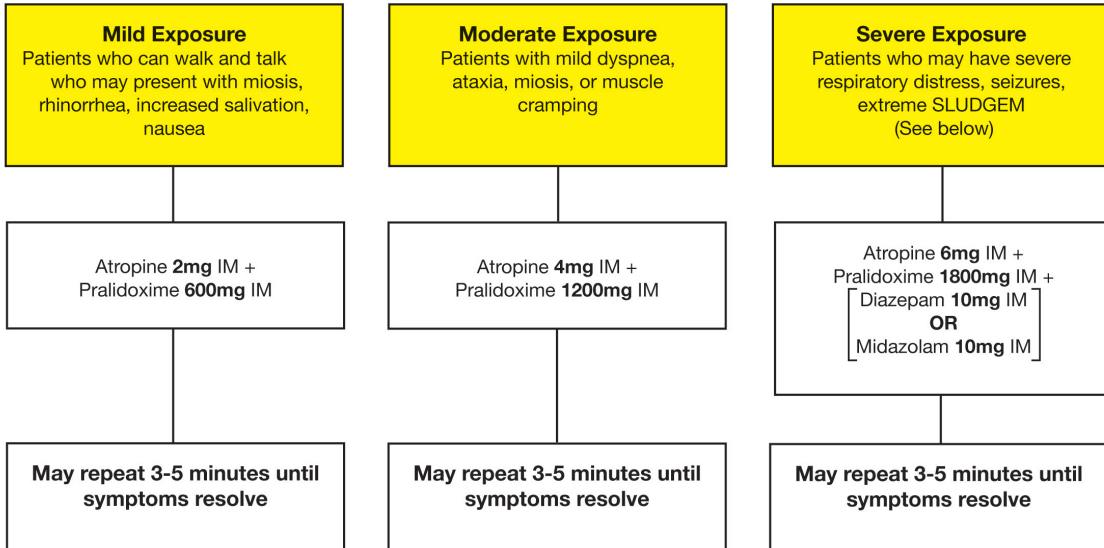 Mild Exposure
Patients who can walk and talk
who may present with miosis,
rhinorrhea, increased salivation,
nausea
Atropine 2mg IM +
Pralidoxime 600mg IM
May repeat 3-5 minutes until
symptoms resolve
Moderate Exposure
Patients with mild dyspnea,
ataxia, miosis, or muscle
cramping
Atropine 4mg IM +
Pralidoxime 1200mg IM
May repeat 3-5 minutes until
symptoms resolve
Severe Exposure
Patients who may have severe
respiratory distress, seizures,
extreme SLUDGEM
(See below)
Atropine 6mg IM +
Pralidoxime 1800mg IM +
[Diazepam 10mg IM
OR
Midazolam 10mg IM]
May repeat 3-5 minutes until
symptoms resolve